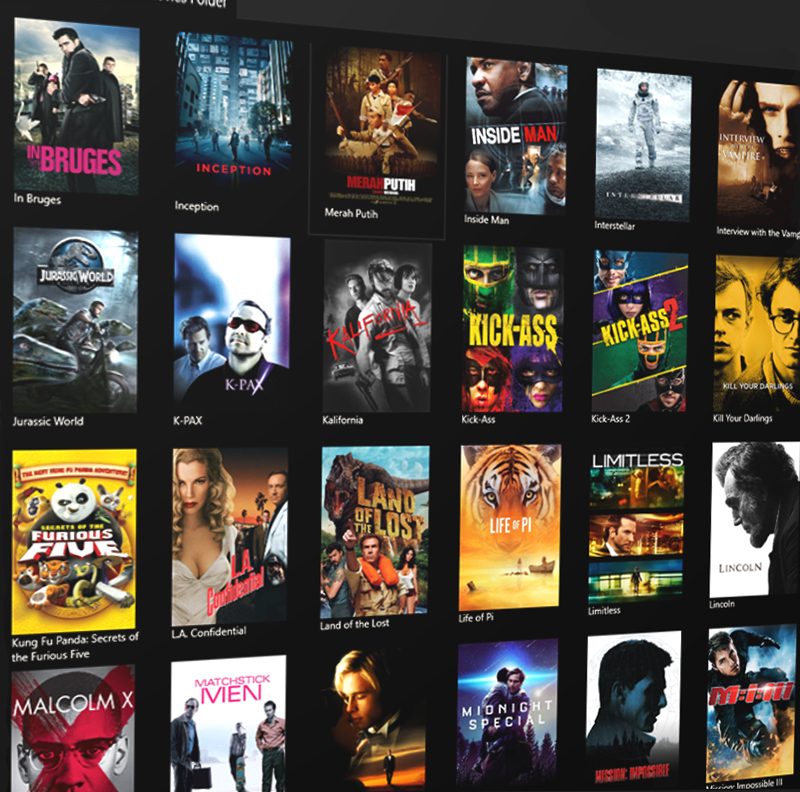 Folder
IN
BRUGES
INCEPTION
MERAH PUTIH
INSIDE MAN
INTERSTELLAR
INTERVIEW
VAMPIRE
In Bruges
Inception
Merah Putih
Inside Man
Interstellar
Interview with the Vamp
JURASSIC WORLD
K-PAX
KALIFORNIA
KICK-ASS
KICK-ASS 2
KILL YOUR DARLINGS
Jurassic World
K-PAX
Kalifornia
Kick-Ass
Kick-Ass 2
Kill Your Darlings
THE NEXT KUNG FU PANDA ADVENTURE!
SECRETS OF THE
FURIOUS
FIVE
L.A.
Confidential
LAND
OF THE LOST
LIFE OF PI
LIMITLESS
LINCOLN
Kung Fu Panda: Secrets of
the Furious Five
L.A. Confidential
Land of the Lost
Life of Pi
Limitless
Lincoln
MALCOLM X
MATCHSTICK
MEN
MIDNIGHT
SPECIAL
MISSION: IMPOSSIBLE
M:i:III
Mission: Impossible III